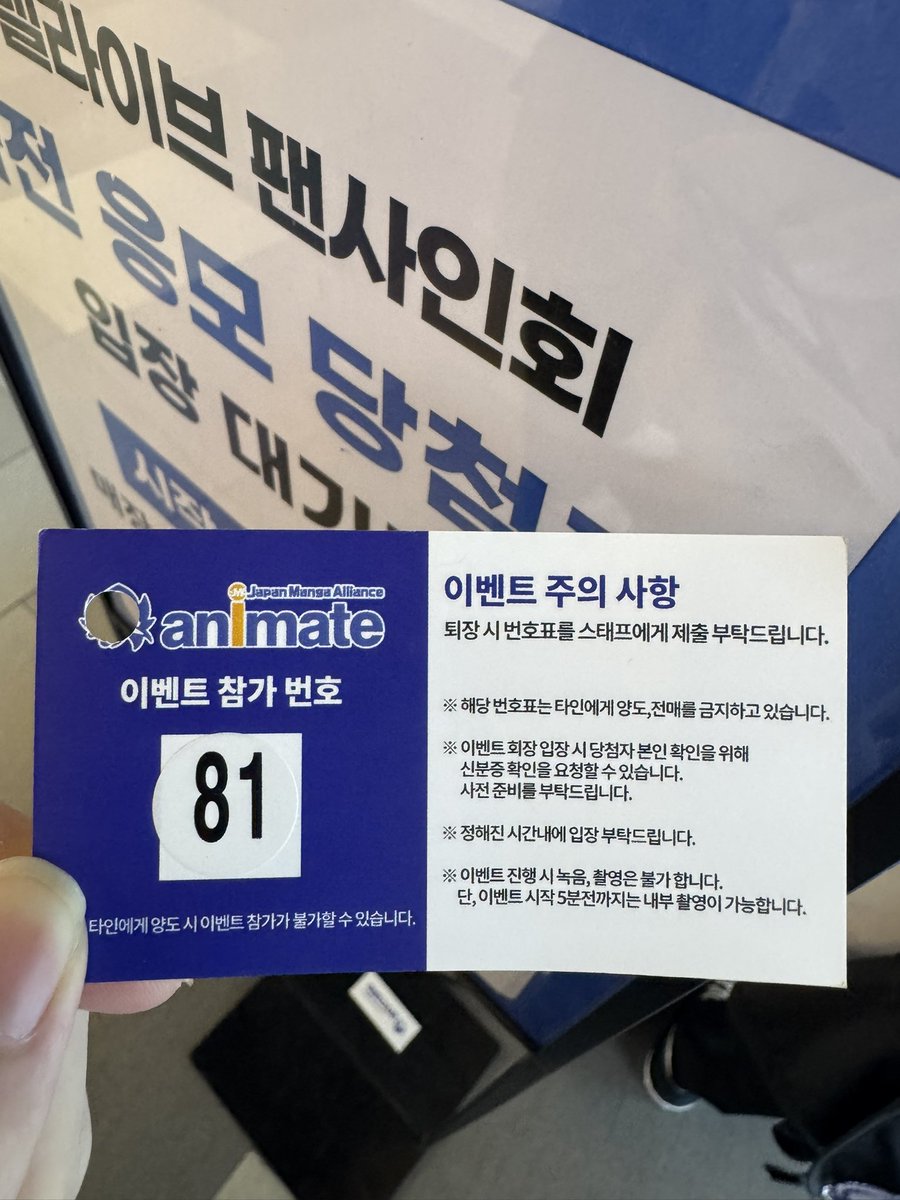 팬사인회
응모
입장
Japan Manga Alliance
animate
이벤트 참가 번호
81
타인에게 양도 시 이벤트 참가가 불가할 수 있습니다.
이벤트 주의 사항
퇴장 시 번호표를 스태프에게 제출 부탁드립니다.
※ 해당 번호표는 타인에게 양도,전매를 금지하고 있습니다.
※ 이벤트 회장 입장 시 당첨자 본인 확인을 위해
신분증 확인을 요청할 수 있습니다.
사전 준비를 부탁드립니다.
※ 정해진 시간내에 입장 부탁드립니다.
※ 이벤트 진행 시 녹음, 촬영은 불가 합니다.
단, 이벤트 시작 5분전까지는 내부 촬영이 가능합니다.